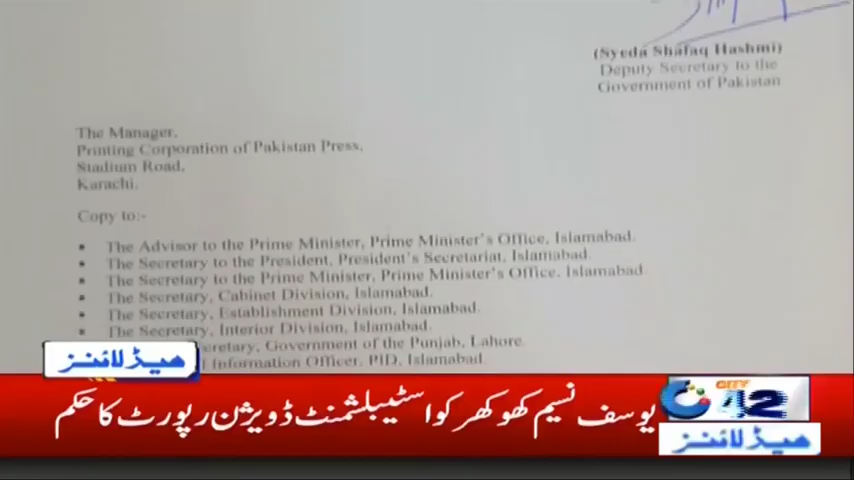 (Syeda Shafaq Hashmi)
Deputy Secretary to the
Government of Pakistan
The Manager,
Printing Corporation of Pakistan Press,
Stadium Road,
Karachi.
Copy to:-
The Advisor to the Prime Minister, Prime Minister's Office, Islamabad.
The Secretary to the President, President's Secretariat, Islamabad.
The Secretary to the Prime Minister, Prime Minister's Office, Islamabad
The Secretary, Cabinet Division, Islamabad.
The Secretary, Establishment Division, Islamabad.
The Secretary, Interior Division, Islamabad.
Government of the Punjab, Lahore.
Information Officer, PID, Islamabad.
ہیڈلائنز
یوسف نسیم کھوکھر کو اسٹیبلشمنٹ ڈویژن رپورٹ کا حکم
CITY 42
ہیڈلائنز